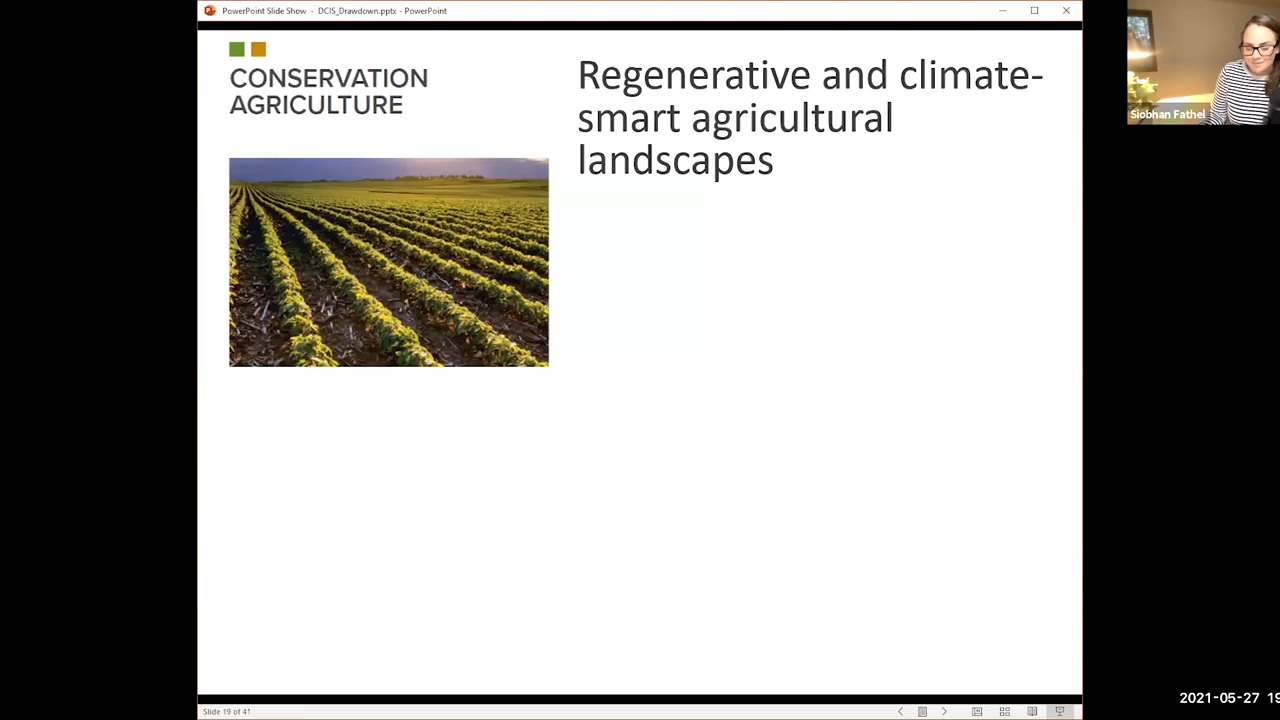 PowerPoint Slide Show - DCIS_Drawdown.pptx - PowerPoint
CONSERVATION
AGRICULTURE
Regenerative and climate-
smart agricultural
landscapes
Siobhan Fathel
2021-05-27 19
Slide 19 of 41